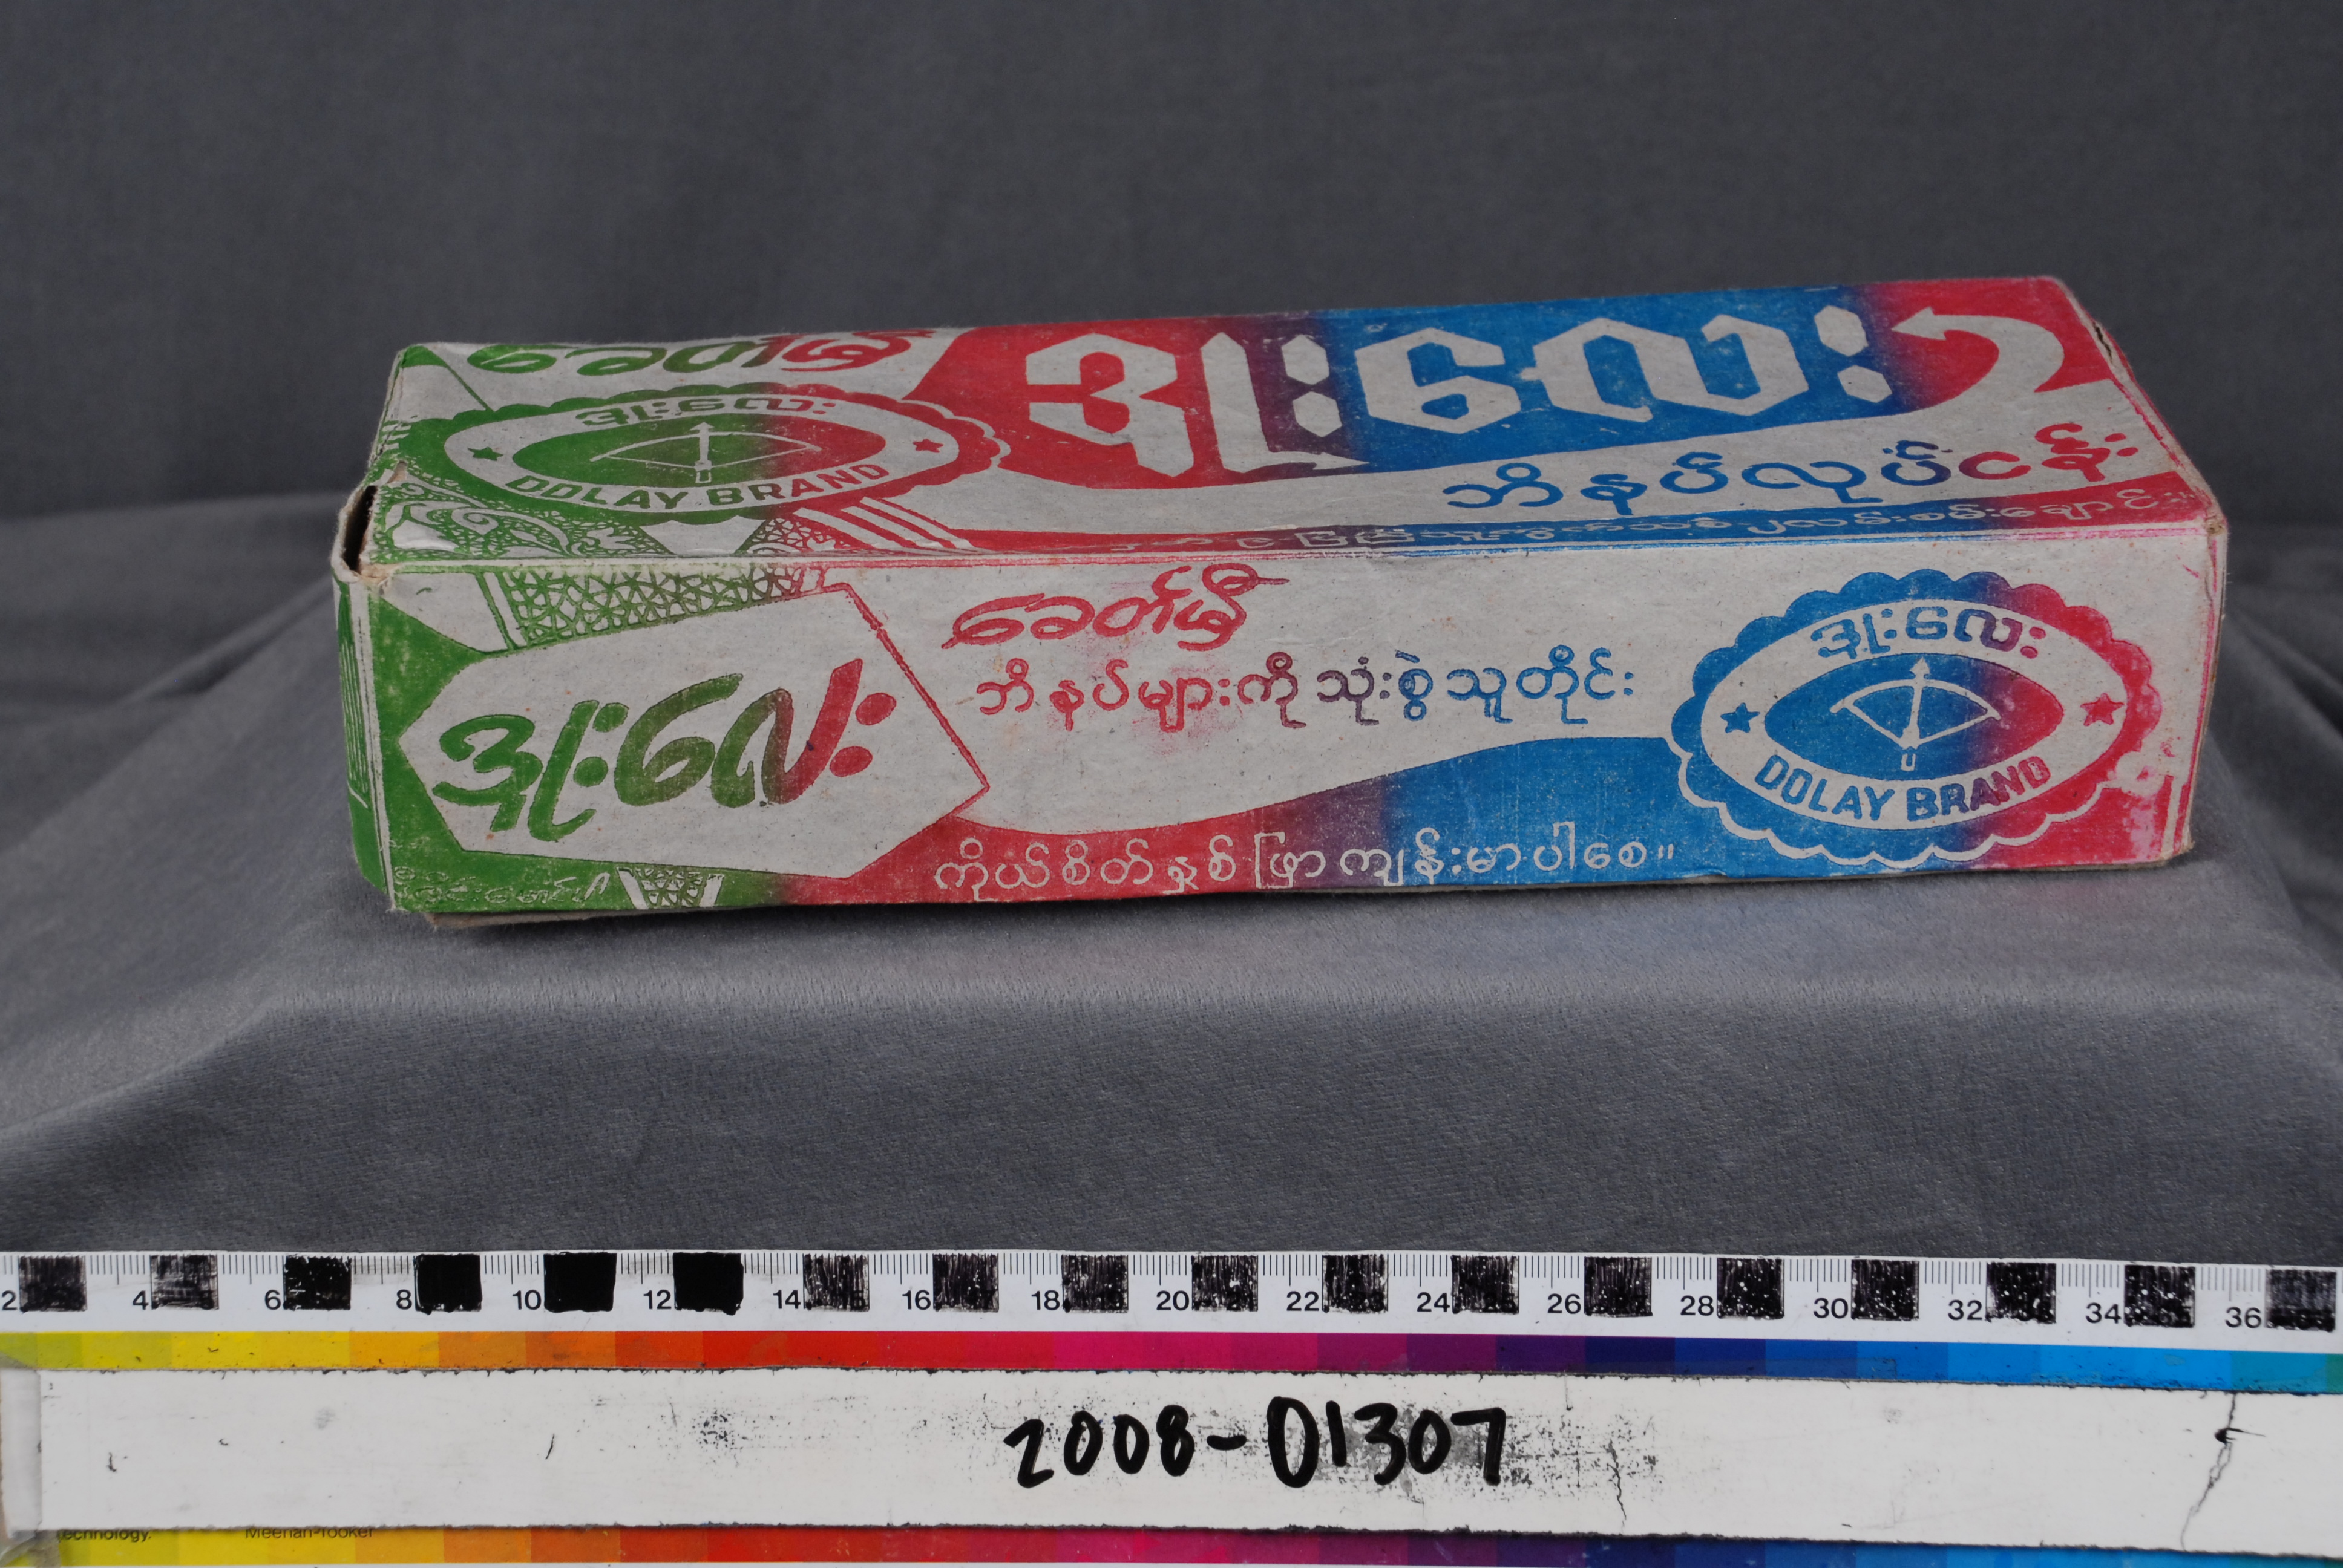 ခေတ်မှီ
ဒူးလေး
ဒူးလေး
DOLAY BRAND
ဘိနပ်လုပ်ငန်း
ခေတ်မှီ
ဘိနပ်များကိုသုံးစွဲသူတိုင်း
ကိုယ်စိတ်နှစ်ဖြာကျန်းမာပါစေ။
ဒူးလေး
ဒူးလေး
DOLAY BRAND
2 4 6 8 10 12 14 16 18 20 22 24 26 28 30 32 34 36
2008-01307
technology. Meehan-Tooker